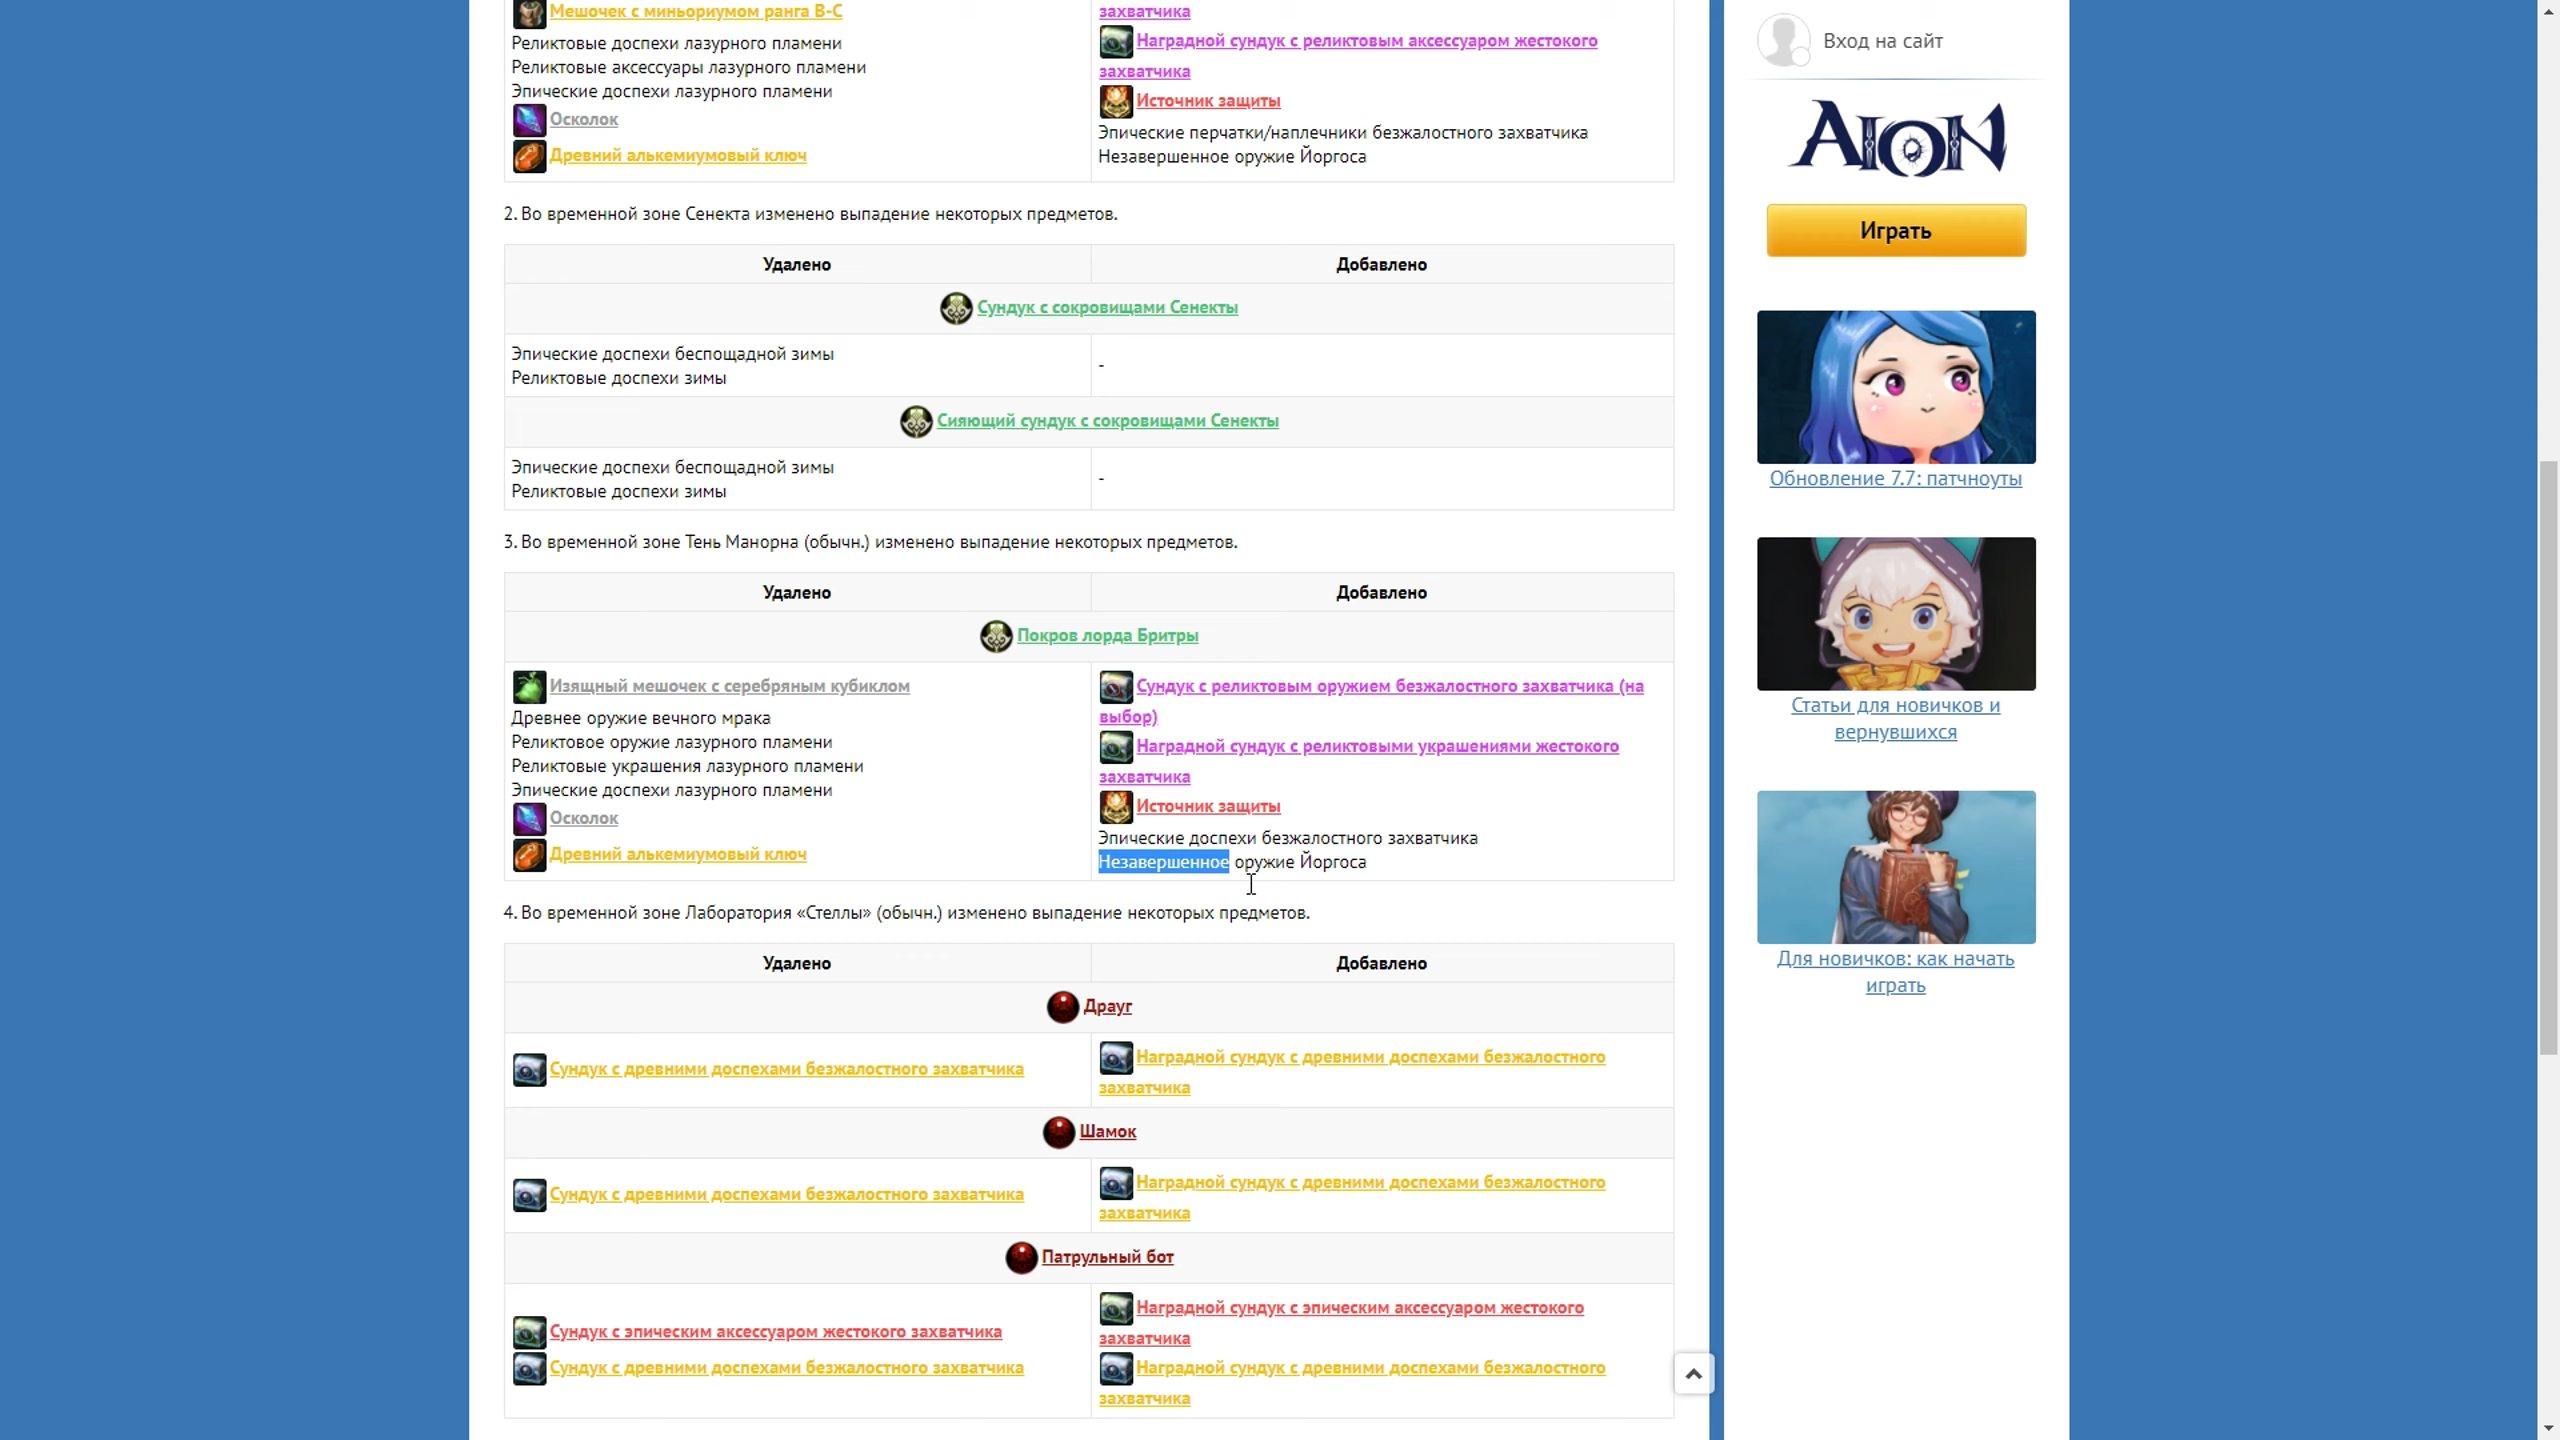 Мешочек с миньориумом ранга B-C
Реликтовые доспехи лазурного пламени
Реликтовые аксессуары лазурного пламени
Эпические доспехи лазурного пламени
Осколок
Древний алькемиумовый ключ
захватчика
Наградной сундук с реликтовым аксессуаром жестокого
захватчика
Источник защиты
Эпические перчатки/наплечники безжалостного захватчика
Незавершенное оружие Йоргоса
2. Во временной зоне Сенекта изменено выпадение некоторых предметов.
Удалено
Добавлено
Сундук с сокровищами Сенекты
Эпические доспехи беспощадной зимы
Реликтовые доспехи зимы
-
Сияющий сундук с сокровищами Сенекты
Эпические доспехи беспощадной зимы
Реликтовые доспехи зимы
-
3. Во временной зоне Тень Манорна (обычн.) изменено выпадение некоторых предметов.
Удалено
Добавлено
Покров лорда Бритры
Изящный мешочек с серебряным кубиклом
Древнее оружие вечного мрака
Реликтовое оружие лазурного пламени
Реликтовые украшения лазурного пламени
Эпические доспехи лазурного пламени
Осколок
Древний алькемиумовый ключ
Сундук с реликтовым оружием безжалостного захватчика (на
выбор)
Наградной сундук с реликтовыми украшениями жестокого
захватчика
Источник защиты
Эпические доспехи безжалостного захватчика
Незавершенное оружие Йоргоса
4. Во временной зоне Лаборатория «Стеллы» (обычн.) изменено выпадение некоторых предметов.
Удалено
Добавлено
Драуг
Сундук с древними доспехами безжалостного захватчика
Наградной сундук с древними доспехами безжалостного
захватчика
Шамок
Сундук с древними доспехами безжалостного захватчика
Наградной сундук с древними доспехами безжалостного
захватчика
Патрульный бот
Сундук с эпическим аксессуаром жестокого захватчика
Сундук с древними доспехами безжалостного захватчика
Наградной сундук с эпическим аксессуаром жестокого
захватчика
Наградной сундук с древними доспехами безжалостного
захватчика
Вход на сайт
AION
Играть
Обновление 7.7: патчноуты
Статьи для новичков и
вернувшихся
Для новичков: как начать
играть